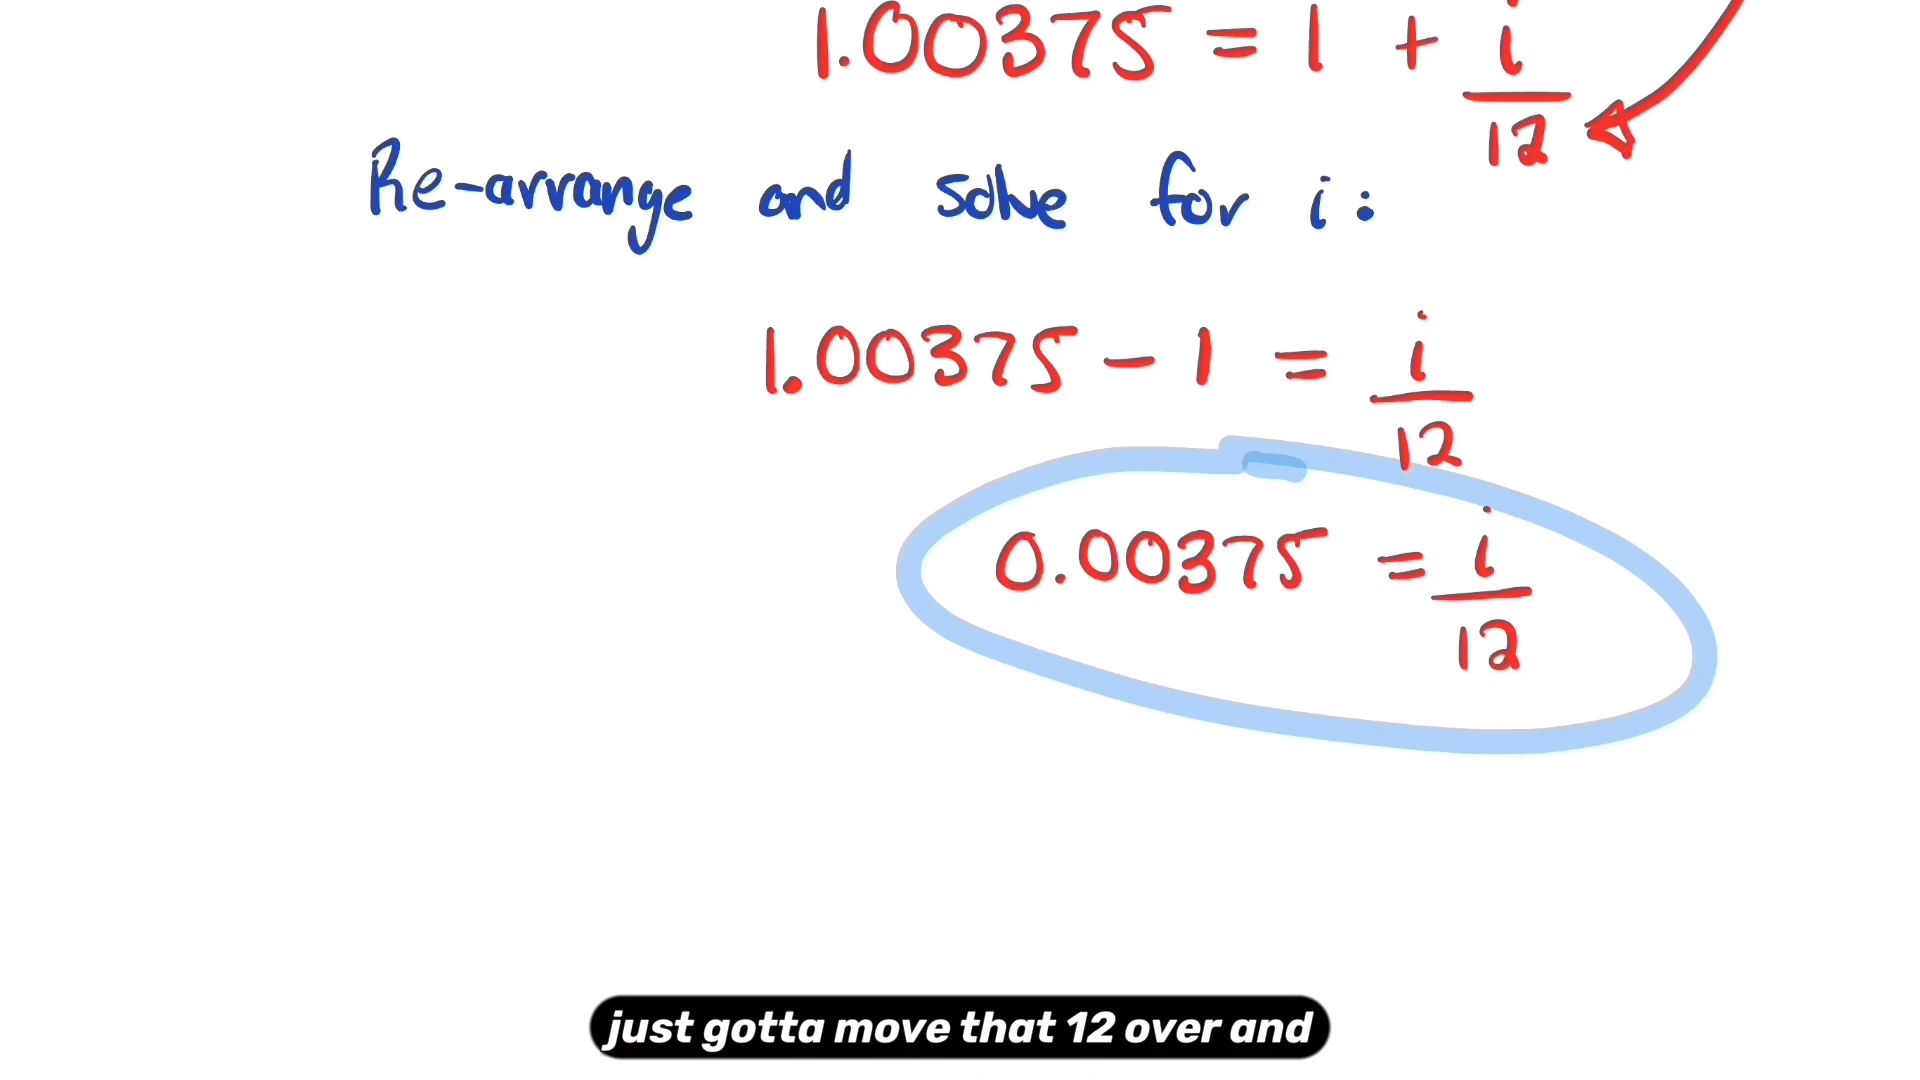 1.00375 = 1 + i/12
Re-arrange and solve for i:
1.00375 - 1 = i/12
0.00375 = i/12
just gotta move that 12 over and